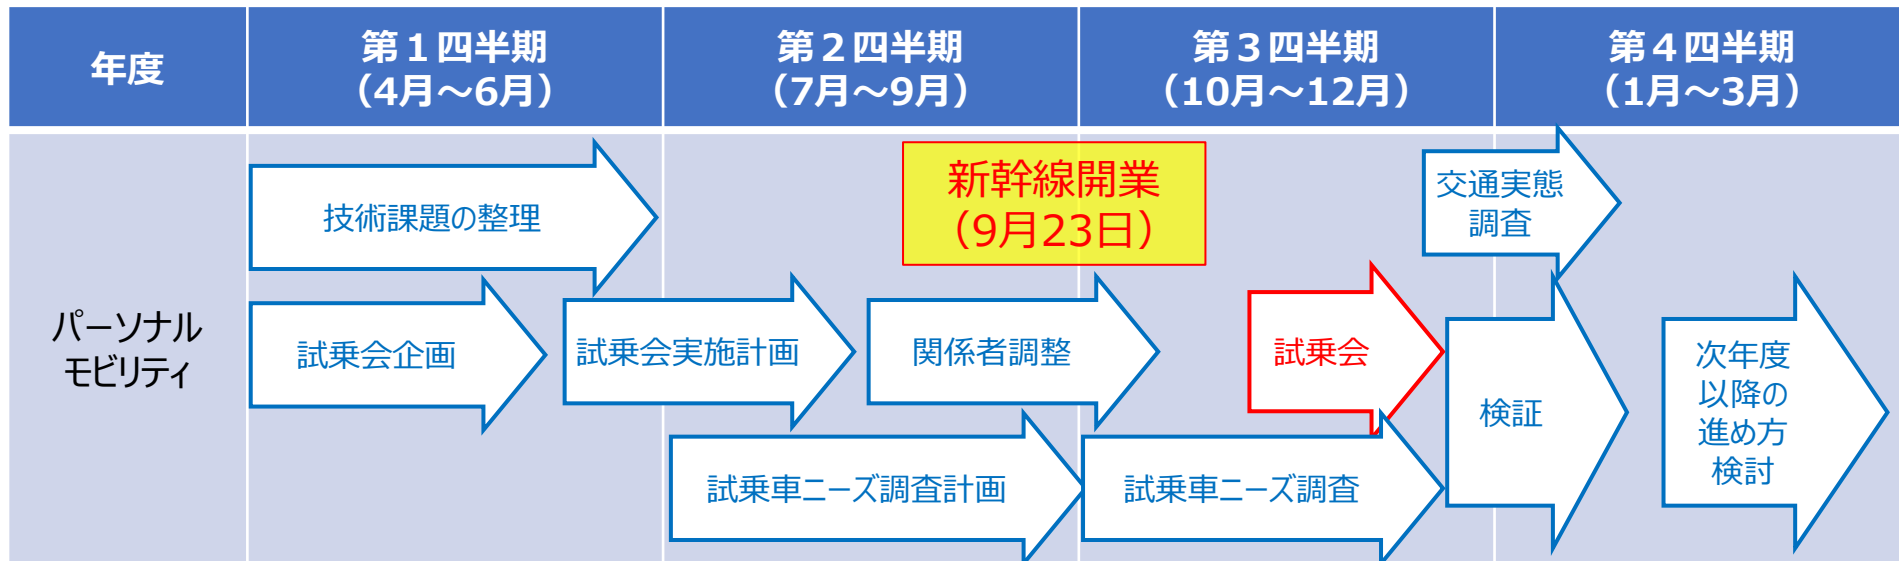 年度
第1四半期
（4月～6月）
第2四半期
（7月～9月）
第3四半期
（10月～12月）
第4四半期
（1月～3月）
パーソナル
モビリティ
技術課題の整理
新幹線開業
（9月23日）
交通実態
調査
試乗会企画
試乗会実施計画
関係者調整
試乗会
検証
次年度
以降の
進め方
検討
試乗車ニーズ調査計画
試乗車ニーズ調査